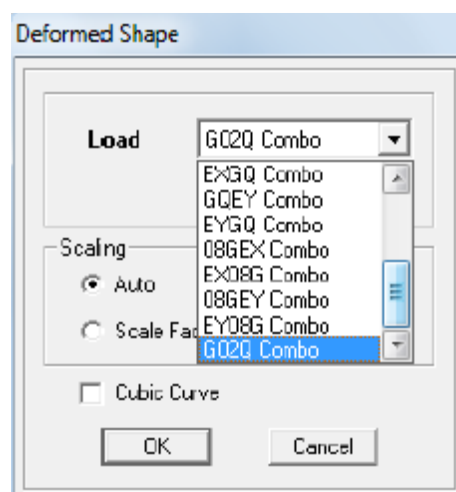 Deformed Shape
Load
G02Q Combo
EXGQ Combo
GQEY Combo
EYGQ Combo
08GEX Combo
EX08G Combo
08GEY Combo
EY08G Combo
G02Q Combo
Scaling
Auto
Scale Fac
Cubic Curve
OK
Cancel